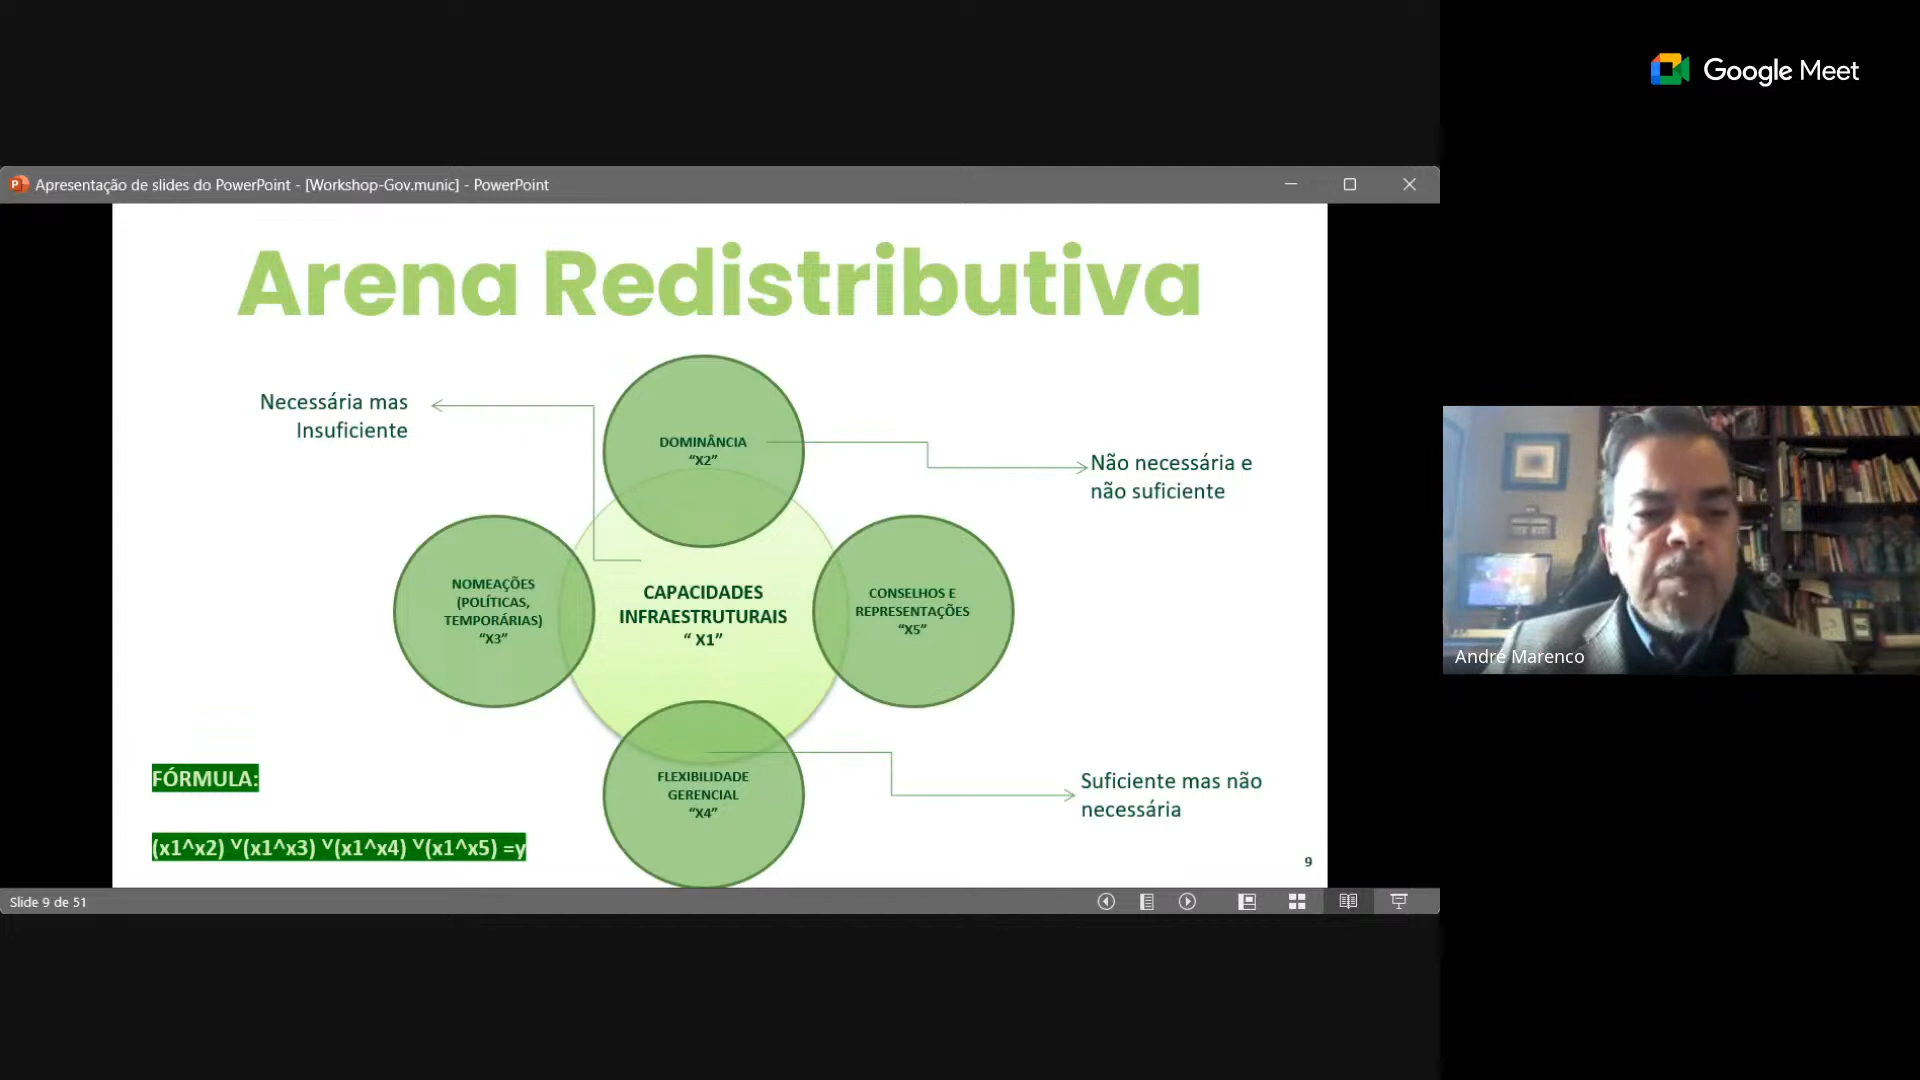 Google Meet
Apresentação de slides do PowerPoint - [Workshop-Gov.munic] - PowerPoint
Arena Redistributiva
Necessária mas
Insuficiente
DOMINÂNCIA
“X2”
Não necessária e
não suficiente
NOMEAÇÕES
(POLÍTICAS,
TEMPORÁRIAS)
“X3”
CAPACIDADES
INFRAESTRUTURAIS
“ X1”
CONSELHOS E
REPRESENTAÇÕES
“X5”
FLEXIBILIDADE
GERENCIAL
“X4”
Suficiente mas não
necessária
FÓRMULA:
(x1^x2) ˅(x1^x3) ˅(x1^x4) ˅(x1^x5) =y
9
Slide 9 de 51
André Marenco